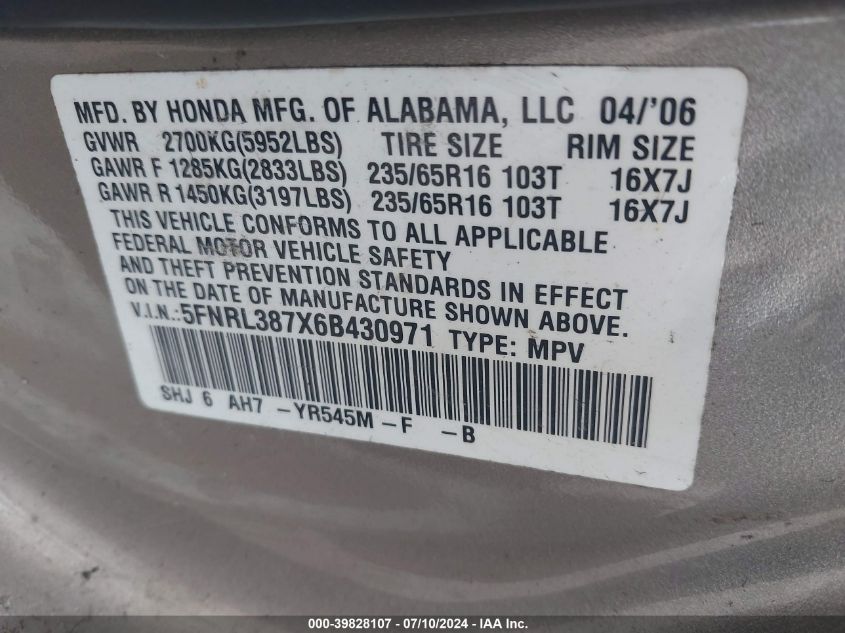 MFD. BY HONDA MFG. OF ALABAMA, LLC 04/'06
GVWR 2700KG(5952LBS) TIRE SIZE RIM SIZE
GAWR F 1285KG(2833LBS) 235/65R16 103T 16X7J
GAWR R 1450KG(3197LBS) 235/65R16 103T 16X7J
THIS VEHICLE CONFORMS TO ALL APPLICABLE
FEDERAL MOTOR VEHICLE SAFETY
AND THEFT PREVENTION STANDARDS IN EFFECT
ON THE DATE OF MANUFACTURE SHOWN ABOVE.
V.I.N.:5FNRL387X6B430971 TYPE: MPV
SHJ 6 AH7 -YR545M-F -B
000-39828107 - 07/10/2024 - IAA Inc.